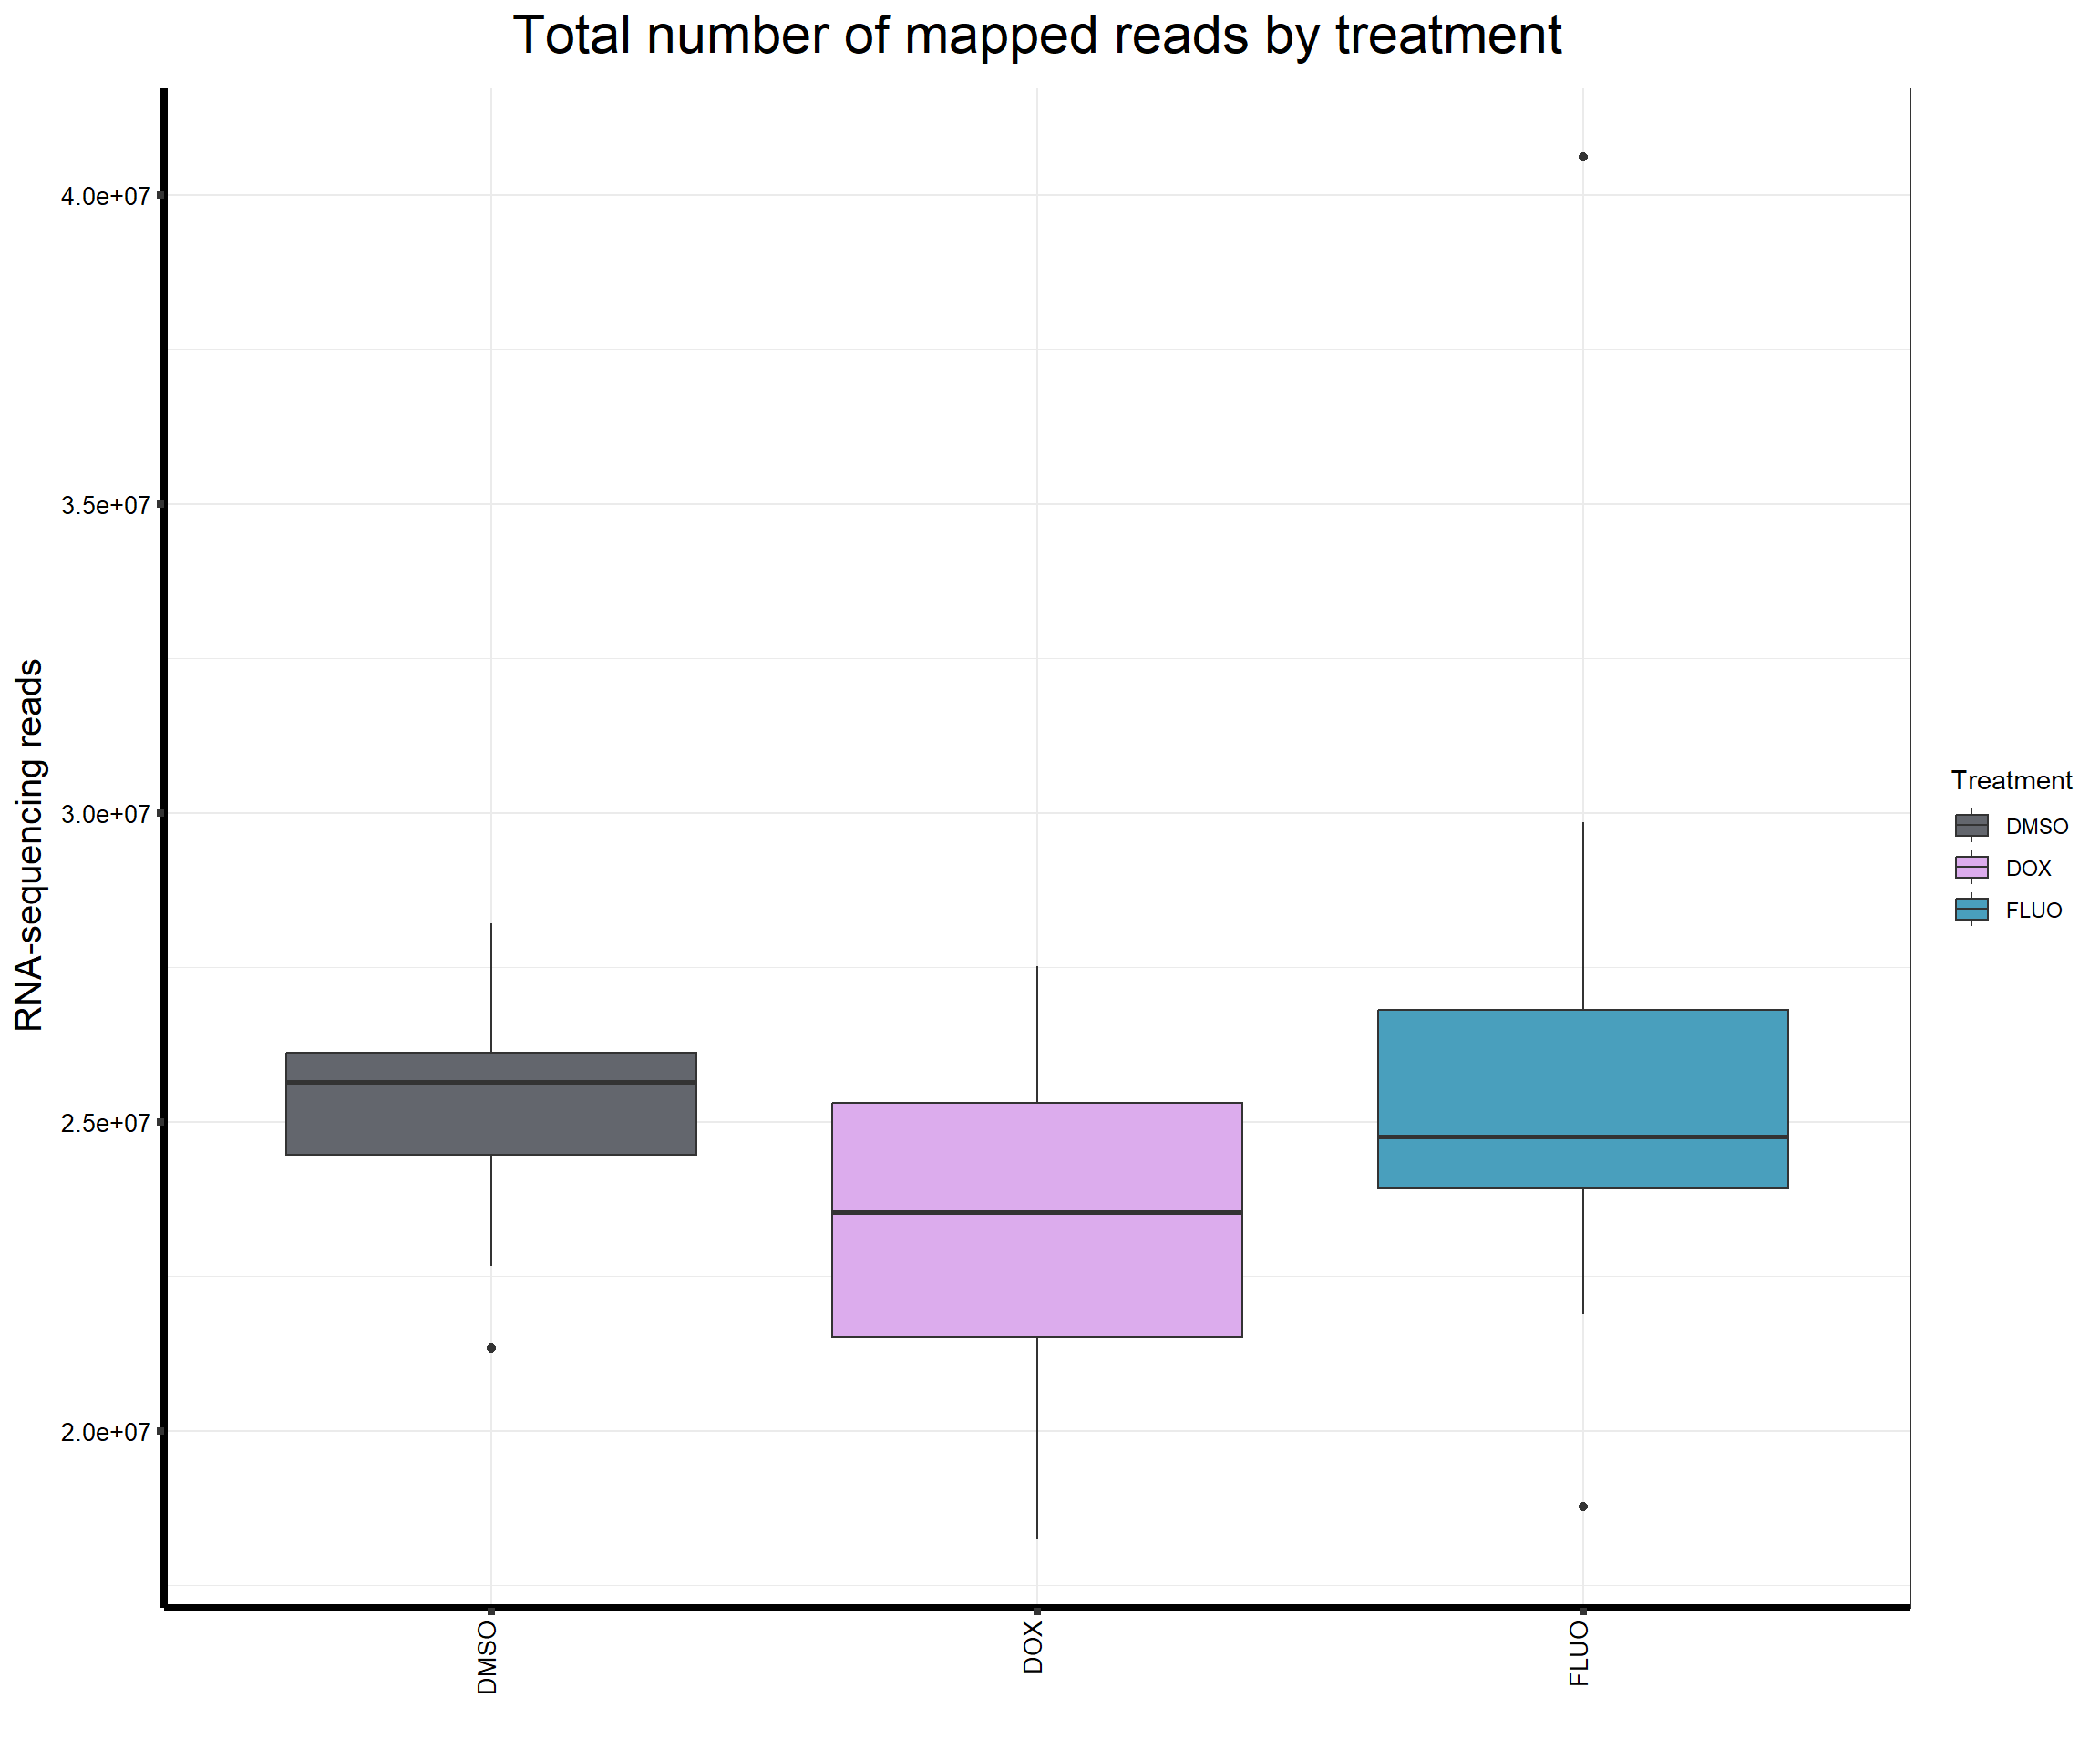 Total number of mapped reads by treatment
RNA-sequencing reads
4.0e+07
3.5e+07
3.0e+07
2.5e+07
2.0e+07
DMSO
DOX
FLUO
Treatment
DMSO
DOX
FLUO